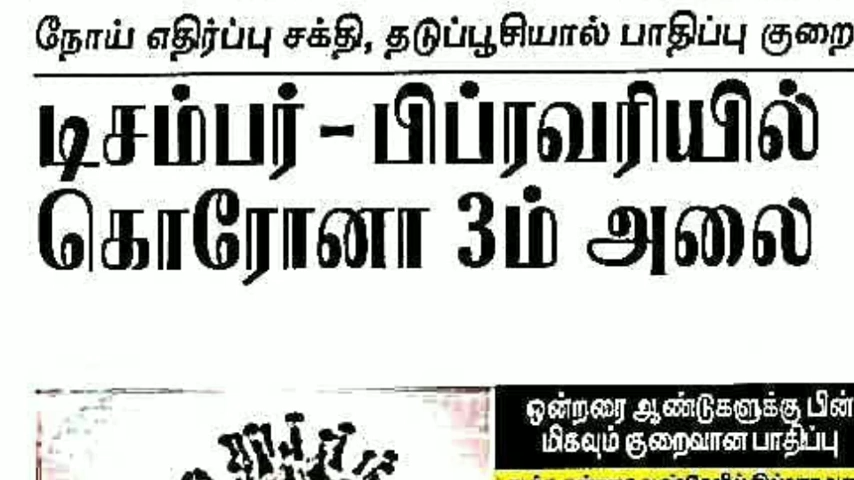 நோய் எதிர்ப்பு சக்தி, தடுப்பூசியால் பாதிப்பு குறை
டிசம்பர் - பிப்ரவரியில்
கொரோனா 3ம் அலை
ஒன்றரை ஆண்டுகளுக்கு பின்
மிகவும் குறைவான பாதிப்பு